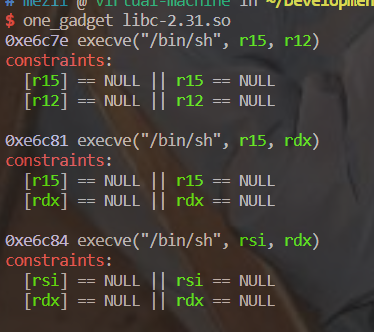 # mezii @ virtual-machine in ~/Developmen
$ one_gadget libc-2.31.so
0xe6c7e execve("/bin/sh", r15, r12)
constraints:
  [r15] == NULL || r15 == NULL
  [r12] == NULL || r12 == NULL
0xe6c81 execve("/bin/sh", r15, rdx)
constraints:
  [r15] == NULL || r15 == NULL
  [rdx] == NULL || rdx == NULL
0xe6c84 execve("/bin/sh", rsi, rdx)
constraints:
  [rsi] == NULL || rsi == NULL
  [rdx] == NULL || rdx == NULL